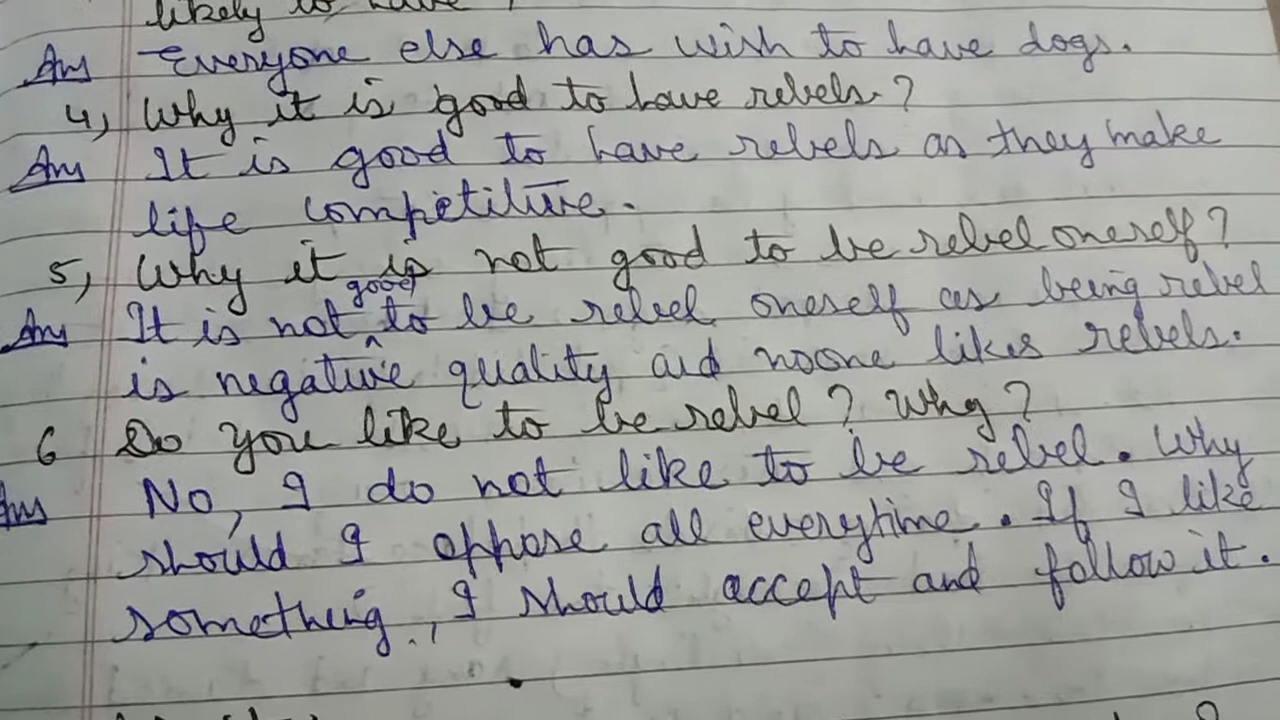 likely to have ?
Ans Everyone else has wish to have dogs.
4, Why it is good to have rebels.?
Ans It is good to have rebels as they make
life competitive.
5, Why it is not good to be rebel oneself?
Ans It is not good to be rebel oneself as being rebel
is negative quality and noone likes rebels.
6 Do you like to be rebel? Why?
Ans No, I do not like to be rebel. Why
should I oppose all everytime. If I like
something, I should accept and follow it.